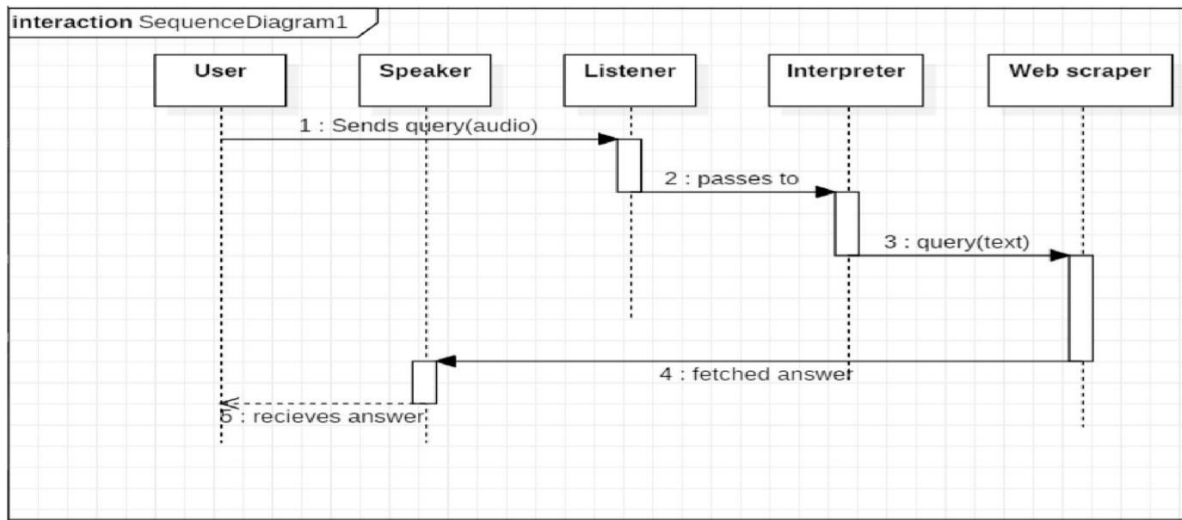 interaction SequenceDiagram1
User
Speaker
Listener
Interpreter
Web scraper
1 : Sends query(audio)
2 : passes to
3 : query(text)
4 : fetched answer
5 : recieves answer